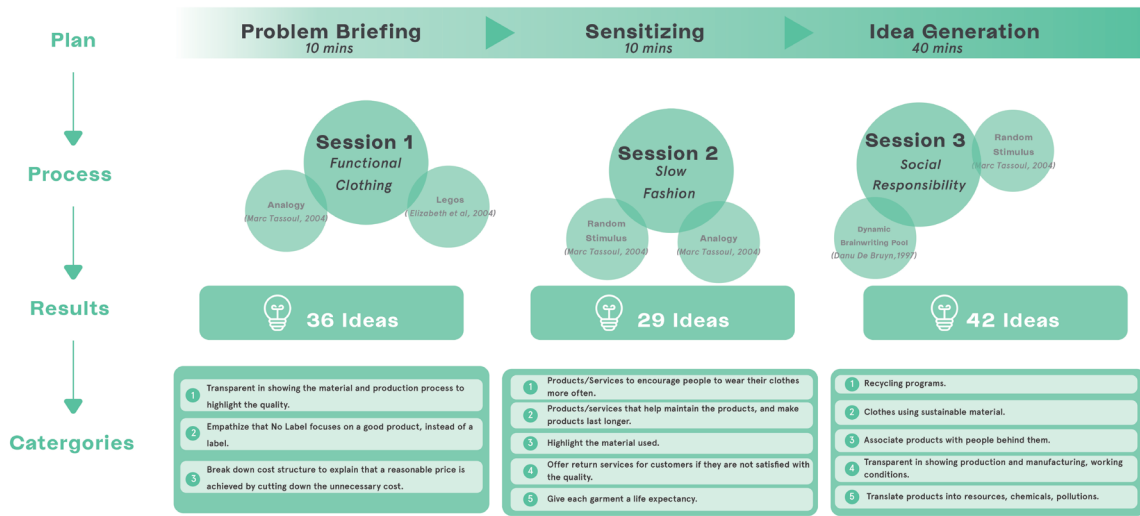 Plan
Problem Briefing
10 mins
Sensitizing
10 mins
Idea Generation
40 mins
Process
Session 1
Functional
Clothing
Analogy
(Marc Tassoul, 2004)
Legos
( Elizabeth et al, 2004)
Session 2
Slow
Fashion
Random
Stimulus
(Marc Tassoul, 2004)
Analogy
(Marc Tassoul, 2004)
Session 3
Social
Responsibility
Random
Stimulus
(Marc Tassoul, 2004)
Dynamic
Brainwriting Pool
(Danu De Bruyn,1997)
Results
36 Ideas
29 Ideas
42 Ideas
Catergories
1 Transparent in showing the material and production process to
highlight the quality.
2 Empathize that No Label focuses on a good product, instead of a
label.
3 Break down cost structure to explain that a reasonable price is
achieved by cutting down the unnecessary cost.
1 Products/Services to encourage people to wear their clothes
more often.
2 Products/services that help maintain the products, and make
products last longer.
3 Highlight the material used.
4 Offer return services for customers if they are not satisfied with
the quality.
5 Give each garment a life expectancy.
1 Recycling programs.
2 Clothes using sustainable material.
3 Associate products with people behind them.
4 Transparent in showing production and manufacturing, working
conditions.
5 Translate products into resources, chemicals, pollutions.